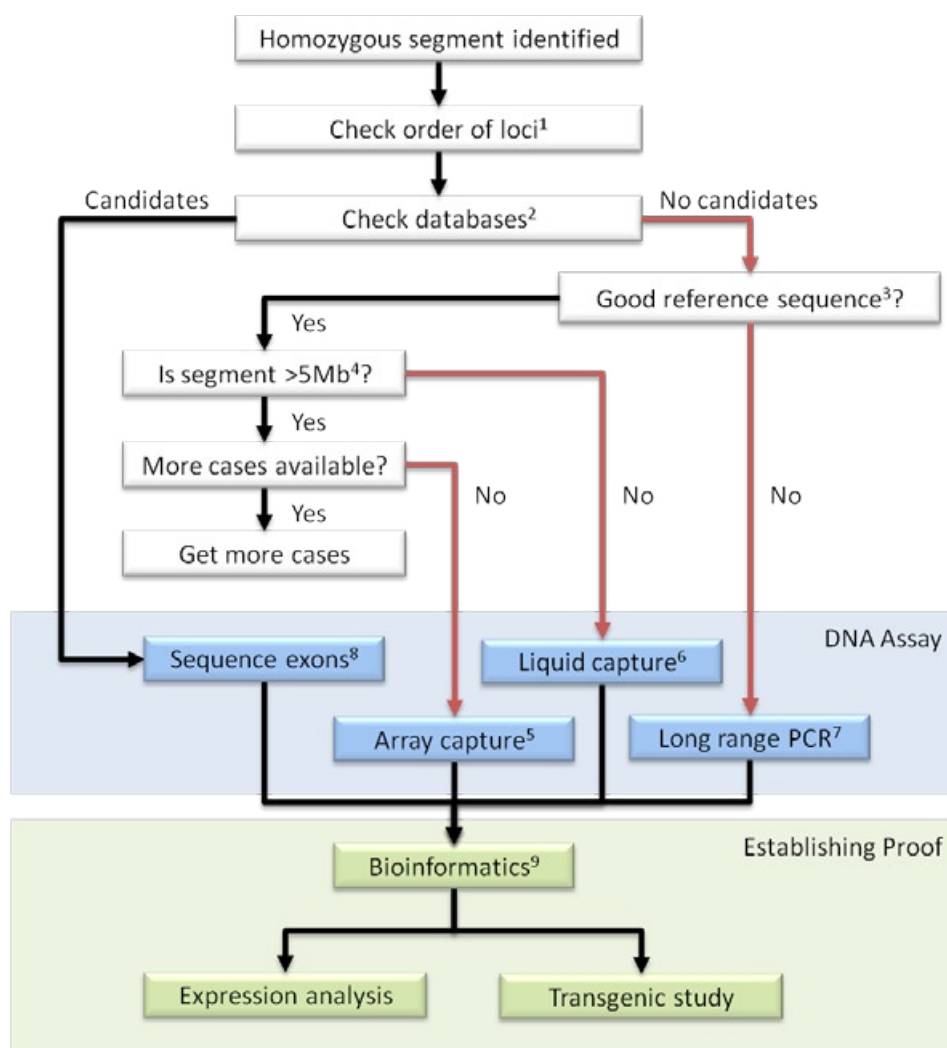 Homozygous segment identified
Check order of loci¹
Candidates
No candidates
Check databases²
Good reference sequence³?
Yes
Is segment >5Mb⁴?
Yes
More cases available?
No
No
No
Yes
Get more cases
DNA Assay
Sequence exons⁸
Liquid capture⁶
Array capture⁵
Long range PCR⁷
Establishing Proof
Bioinformatics⁹
Expression analysis
Transgenic study